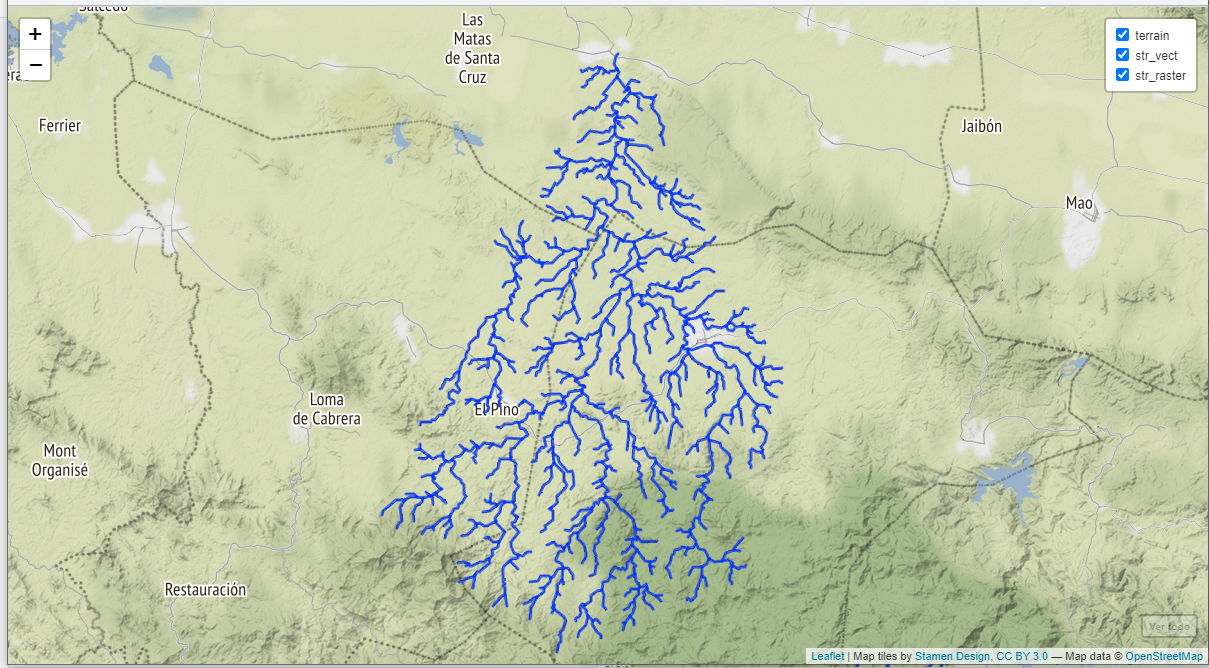 Salcedo
+
−
Las
Matas
de Santa
Cruz
terrain
str_vect
str_raster
Ferrier
Jaibón
Mao
El Pino
Loma
de Cabrera
Mont
Organisé
Restauración
Ver todo
Leaflet | Map tiles by Stamen Design, CC BY 3.0 — Map data © OpenStreetMap